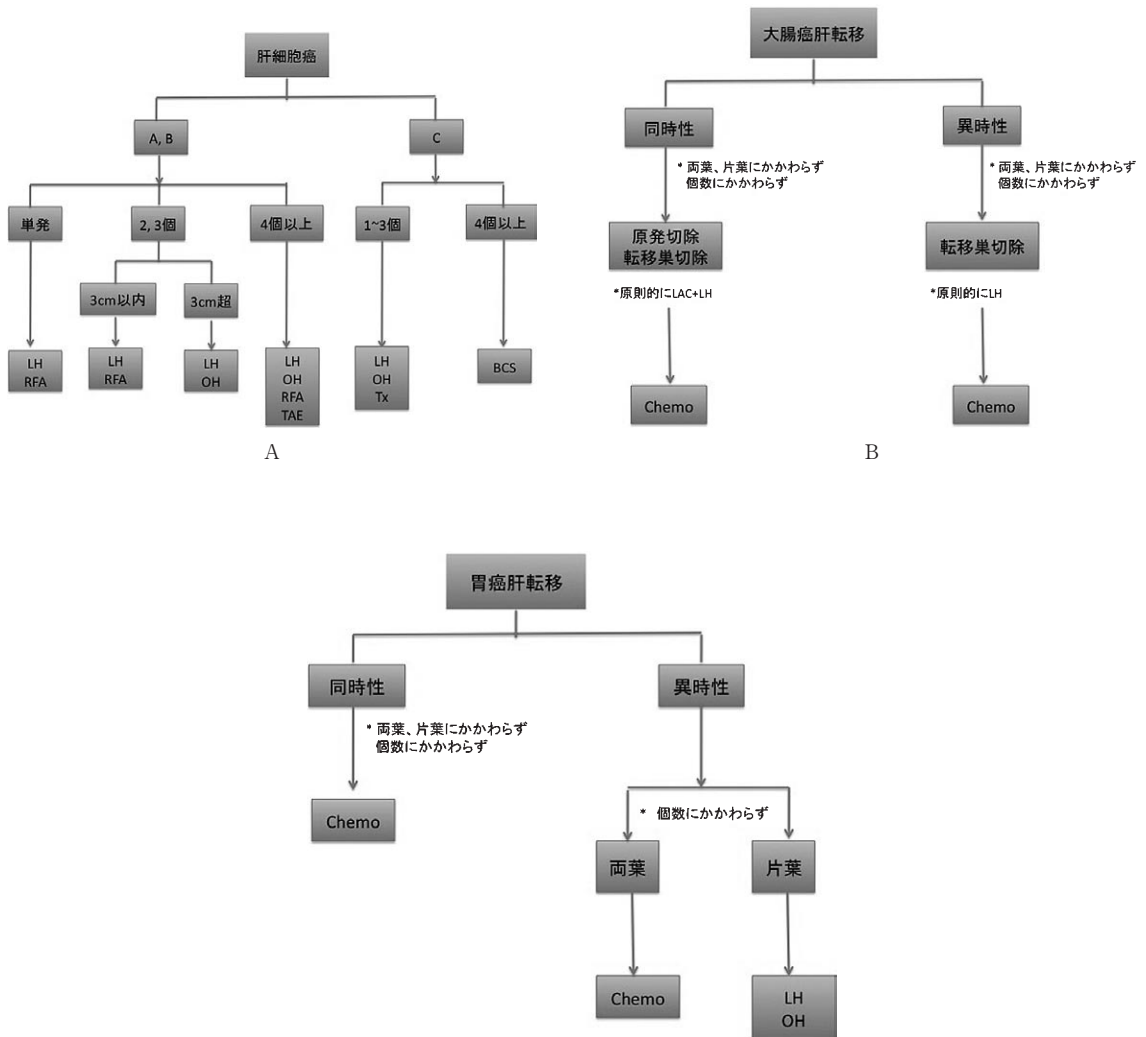 肝細胞癌
A, B
C
単発
2, 3個
4個以上
1~3個
4個以上
3cm以内
3cm超
LH
RFA
LH
RFA
LH
OH
LH
OH
RFA
TAE
LH
OH
Tx
BCS
A
大腸癌肝転移
同時性
異時性
* 両葉、片葉にかかわらず
個数にかかわらず
* 両葉、片葉にかかわらず
個数にかかわらず
原発切除
転移巣切除
転移巣切除
*原則的にLAC+LH
*原則的にLH
Chemo
Chemo
B
胃癌肝転移
同時性
異時性
* 両葉、片葉にかかわらず
個数にかかわらず
Chemo
* 個数にかかわらず
両葉
片葉
Chemo
LH
OH